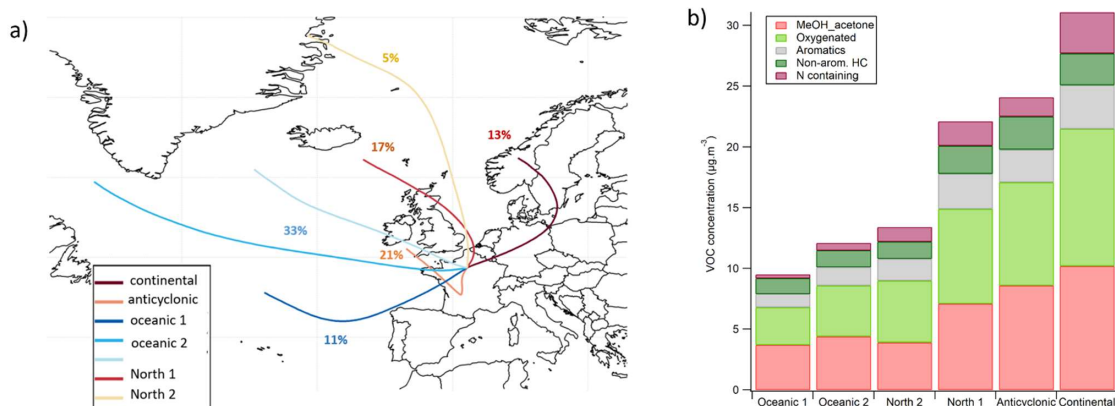 a)
5%
13%
17%
33%
21%
11%
continental
anticyclonic
oceanic 1
oceanic 2
North 1
North 2
b)
VOC concentration (µg.m⁻³)
30
25
20
15
10
5
0
MeOH_acetone
Oxygenated
Aromatics
Non-arom. HC
N containing
Oceanic 1
Oceanic 2
North 2
North 1
Anticyclonic
Continental